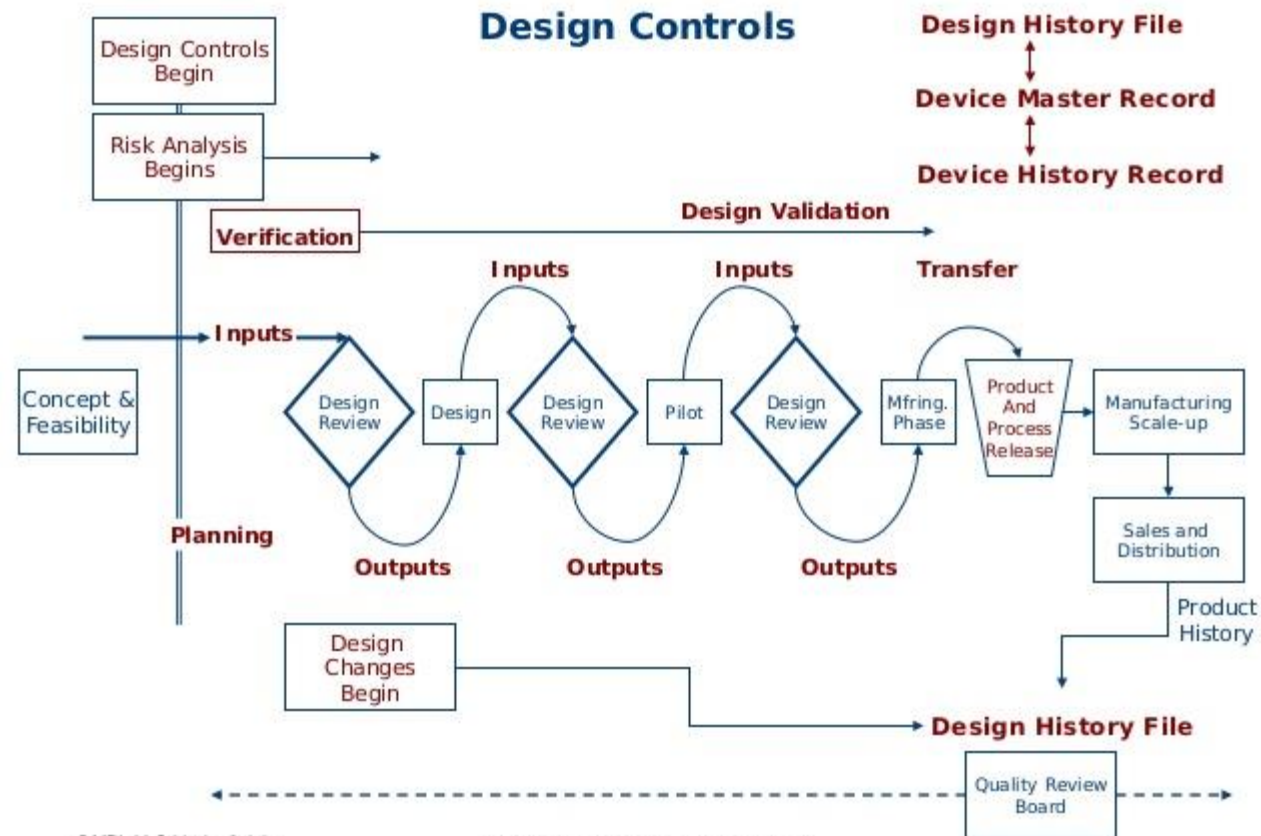 Design Controls
Design History File
Device Master Record
Device History Record
Design Controls
Begin
Risk Analysis
Begins
Design Validation
Verification
Inputs
Inputs
Transfer
Inputs
Concept &
Feasibility
Design
Review
Design
Design
Review
Pilot
Design
Review
Mfring.
Phase
Product
And
Process
Release
Manufacturing
Scale-up
Sales and
Distribution
Planning
Outputs
Outputs
Outputs
Product
History
Design
Changes
Begin
Design History File
Quality Review
Board